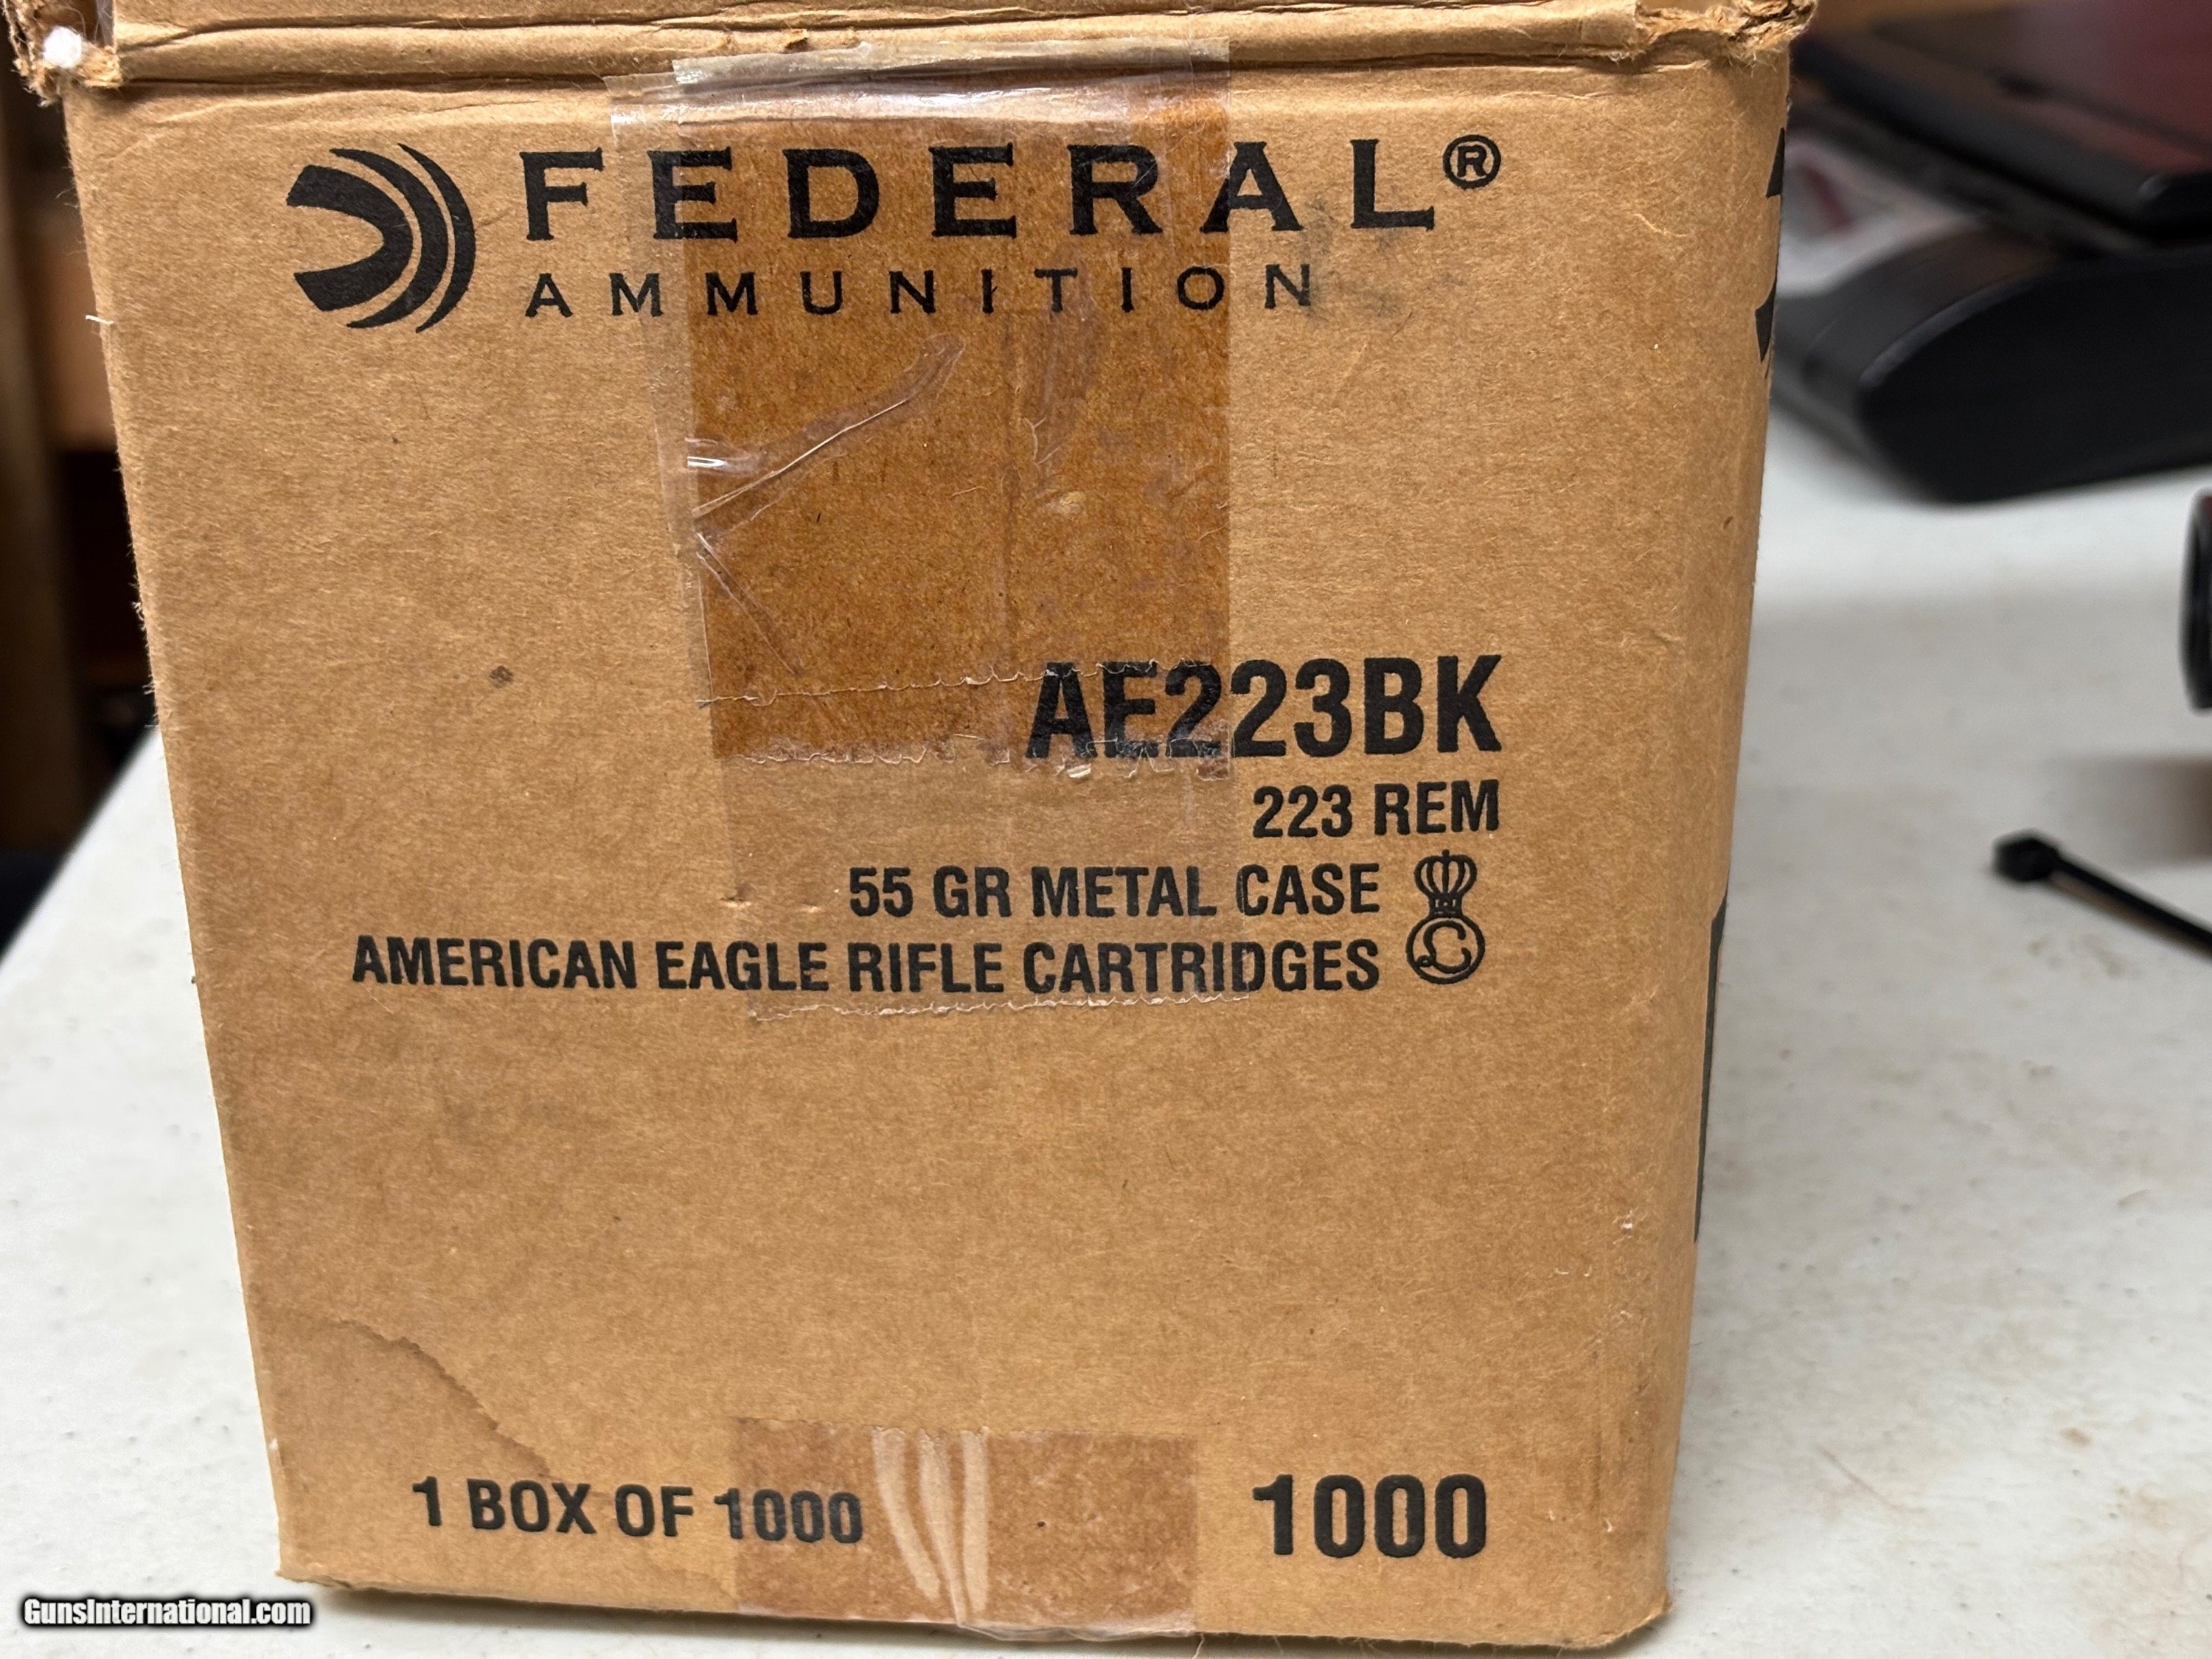 FEDERAL®
AMMUNITION
AE223BK
223 REM
55 GR METAL CASE
AMERICAN EAGLE RIFLE CARTRIDGES
1 BOX OF 1000
1000
GunsInternational.com